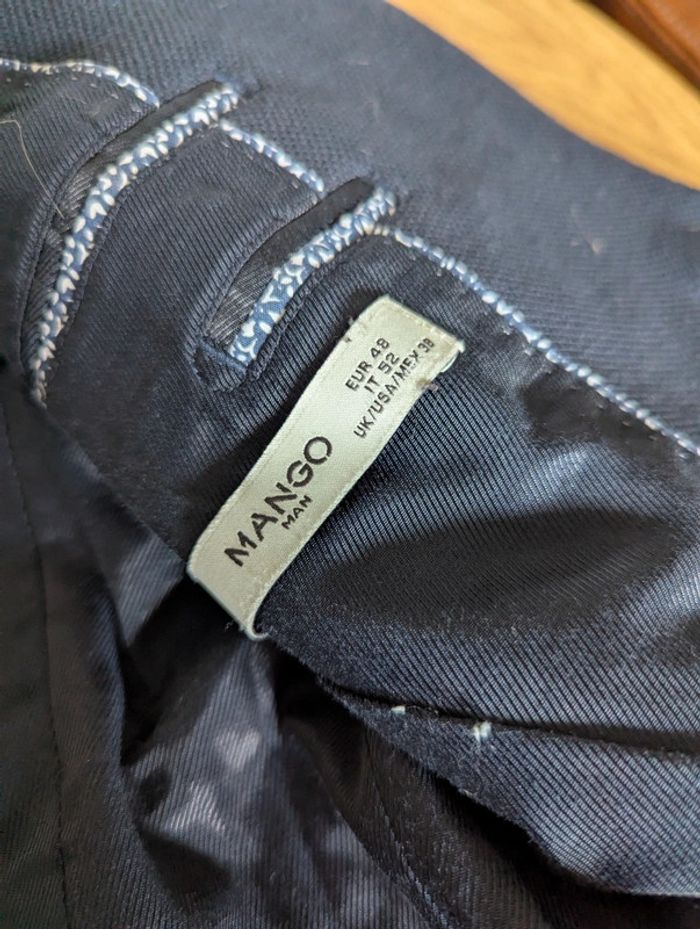 EUR 48
IT 52
UK/USA/MEX 38
MANGO
MAN